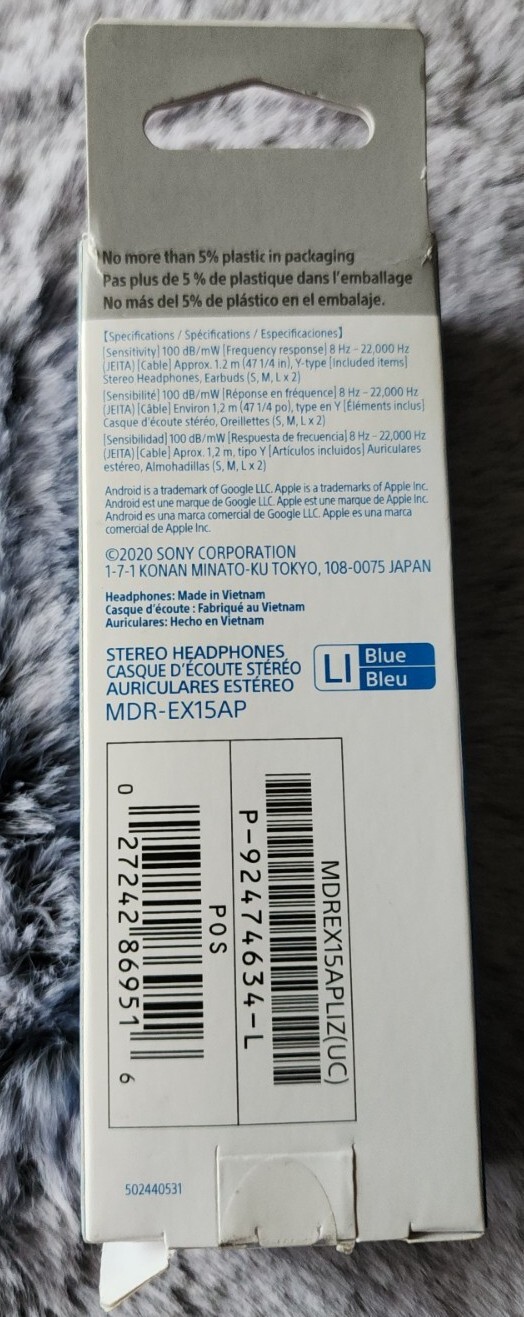 No more than 5% plastic in packaging
Pas plus de 5 % de plastique dans l'emballage
No más del 5% de plástico en el embalaje.
【Specifications / Spécifications / Especificaciones】
[Sensitivity] 100 dB/mW [Frequency response] 8 Hz – 22,000 Hz
(JEITA) [Cable] Approx. 1.2 m (47 1/4 in), Y-type [Included items]
Stereo Headphones, Earbuds (S, M, L x 2)
[Sensibilité] 100 dB/mW [Réponse en fréquence] 8 Hz – 22,000 Hz
(JEITA) [Câble] Environ 1,2 m (47 1/4 po), type en Y [Éléments inclus]
Casque d'écoute stéréo, Oreillettes (S, M, L x 2)
[Sensibilidad] 100 dB/mW [Respuesta de frecuencia] 8 Hz – 22,000 Hz
(JEITA) [Cable] Aprox. 1,2 m, tipo Y [Artículos incluidos] Auriculares
estéreo, Almohadillas (S, M, L x 2)
Android is a trademark of Google LLC. Apple is a trademarks of Apple Inc.
Android est une marque de Google LLC. Apple est une marque de Apple Inc.
Android es una marca comercial de Google LLC. Apple es una marca
comercial de Apple Inc.
©2020 SONY CORPORATION
1-7-1 KONAN MINATO-KU TOKYO, 108-0075 JAPAN
Headphones: Made in Vietnam
Casque d'écoute : Fabriqué au Vietnam
Auriculares: Hecho en Vietnam
STEREO HEADPHONES
CASQUE D'ÉCOUTE STÉRÉO
AURICULARES ESTÉREO
MDR-EX15AP
LI Blue
Bleu
MDREX15APLIZ(UC)
P-92474634-L
POS
0 27242 86951 6
502440531